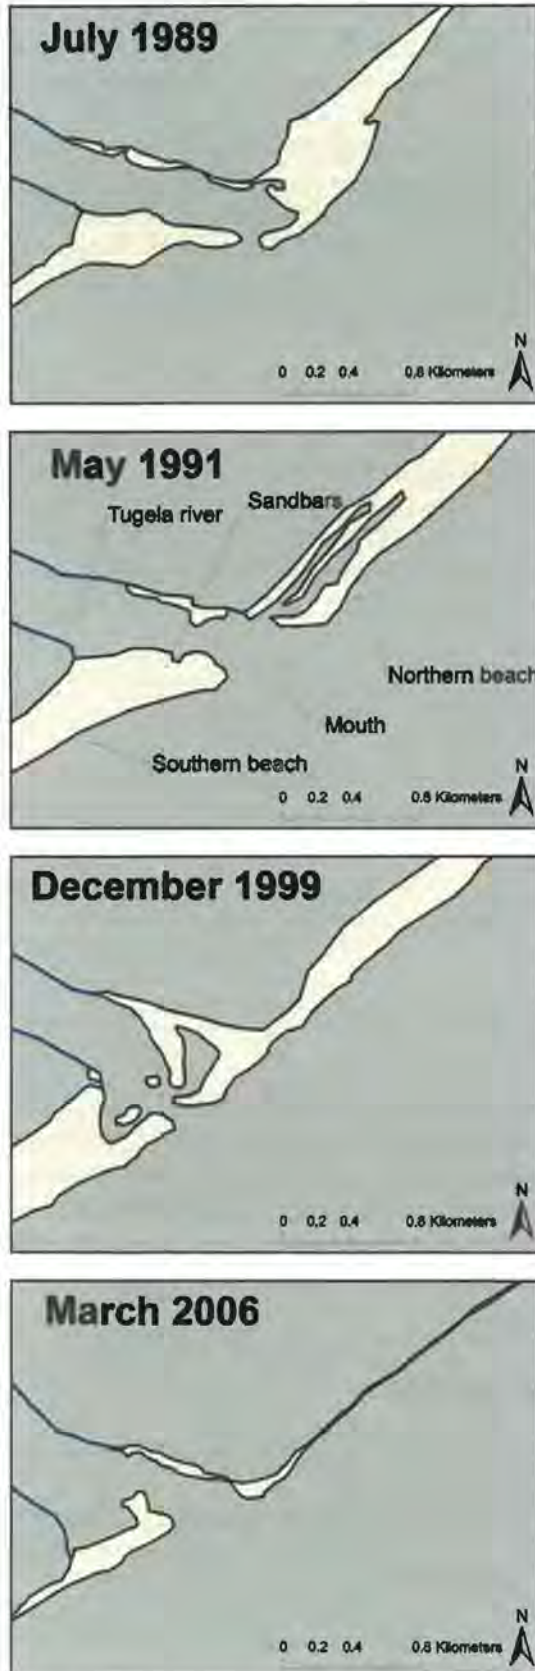 July 1989
N
0 0.2 0.4 0.8 Kilometers
May 1991
Sandbars
Tugela river
Northern beach
Mouth
Southern beach
N
0 0.2 0.4 0.8 Kilometers
December 1999
N
0 0.2 0.4 0.8 Kilometers
March 2006
N
0 0.2 0.4 0.8 Kilometers